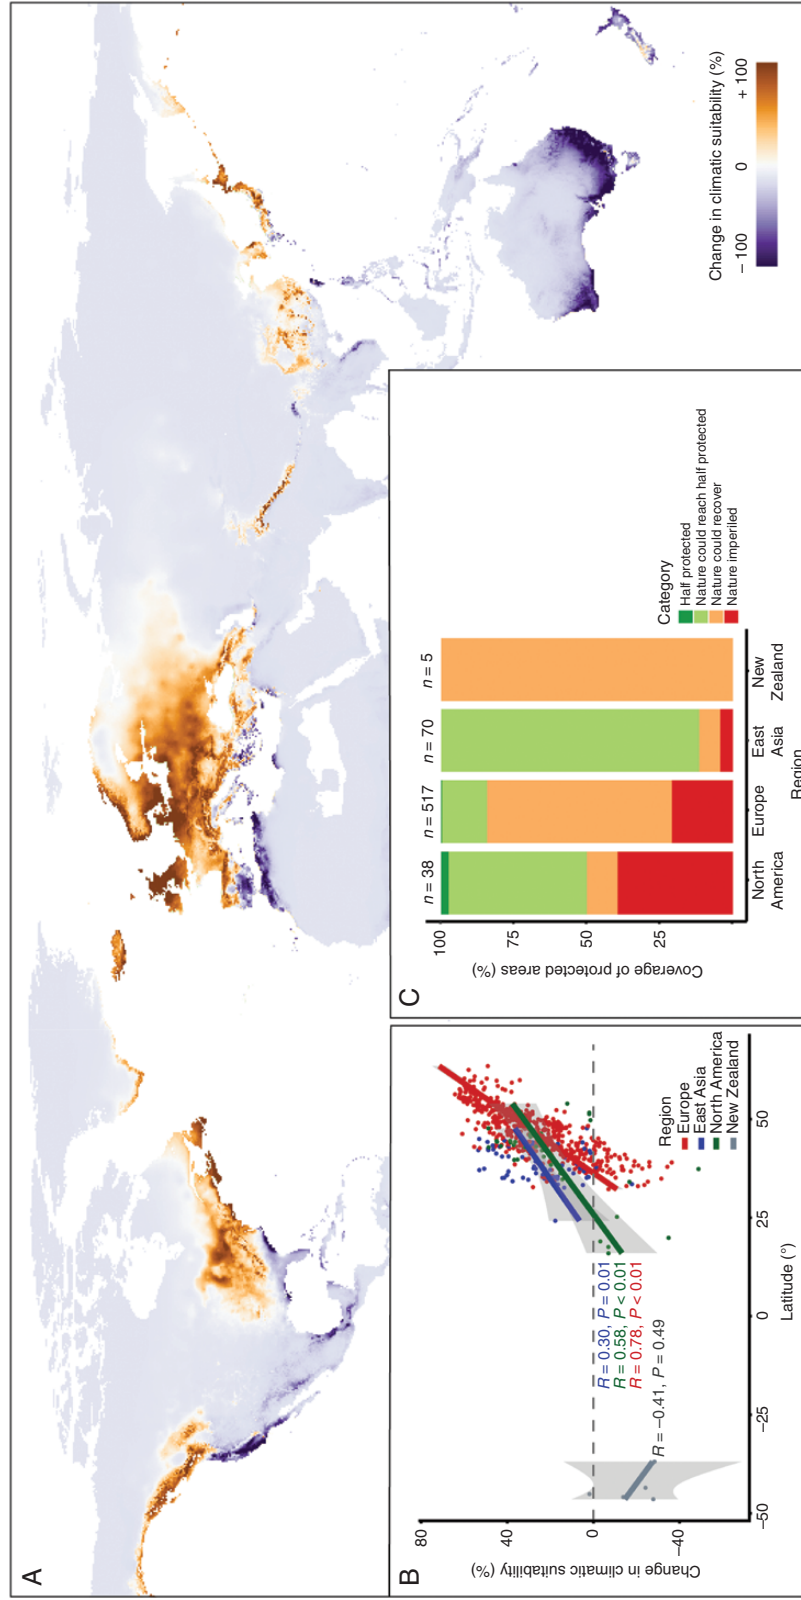 A
Change in climatic suitability (%)
– 100
0
+ 100
B
Change in climatic suitability (%)
80
40
0
–40
R = 0.30, P = 0.01
R = 0.58, P < 0.01
R = 0.78, P < 0.01
R = –0.41, P = 0.49
Region
Europe
East Asia
North America
New Zealand
–50
–25
0
25
50
Latitude (°)
C
Coverage of protected areas (%)
100
75
50
25
n = 38
n = 517
n = 70
n = 5
North
America
Europe
East
Asia
New
Zealand
Region
Category
Half protected
Nature could reach half protected
Nature could recover
Nature imperiled